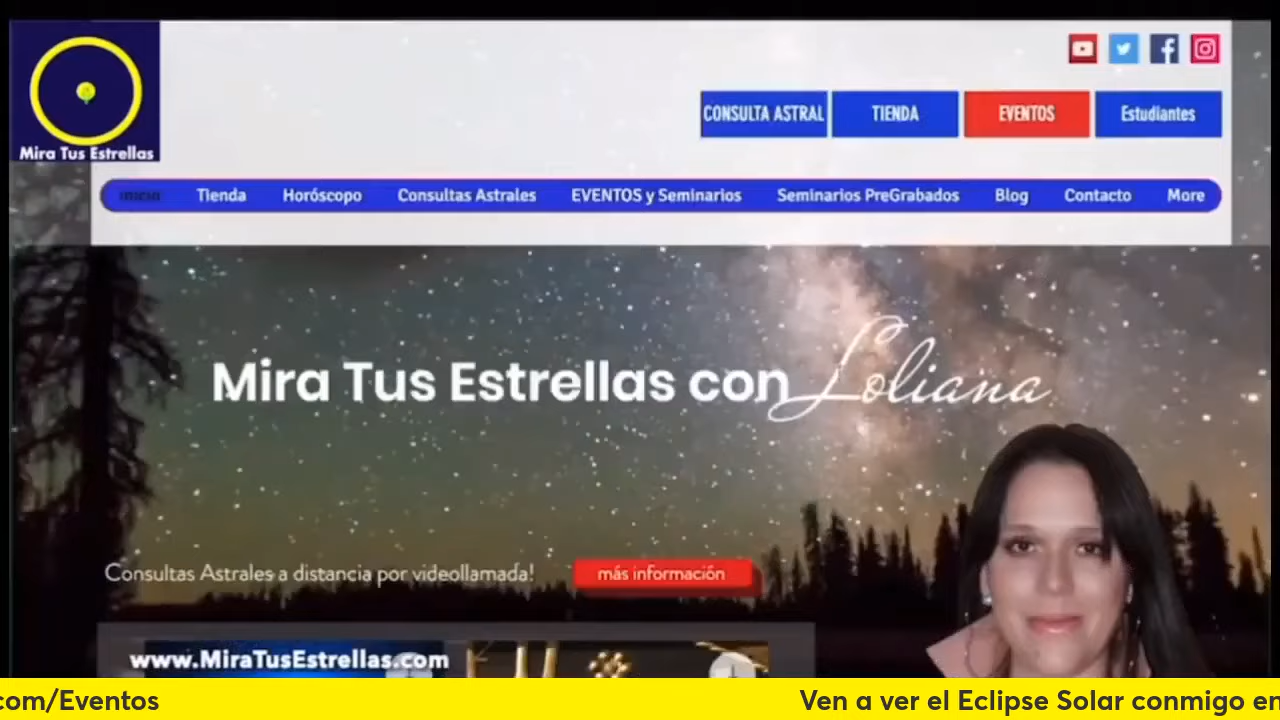 Mira Tus Estrellas
CONSULTA ASTRAL TIENDA EVENTOS Estudiantes
Inicio Tienda Horóscopo Consultas Astrales EVENTOS y Seminarios Seminarios PreGrabados Blog Contacto More
Mira Tus Estrellas con Loliana
Consultas Astrales a distancia por videollamada! más información
www.MiraTusEstrellas.com
com/Eventos Ven a ver el Eclipse Solar conmigo en